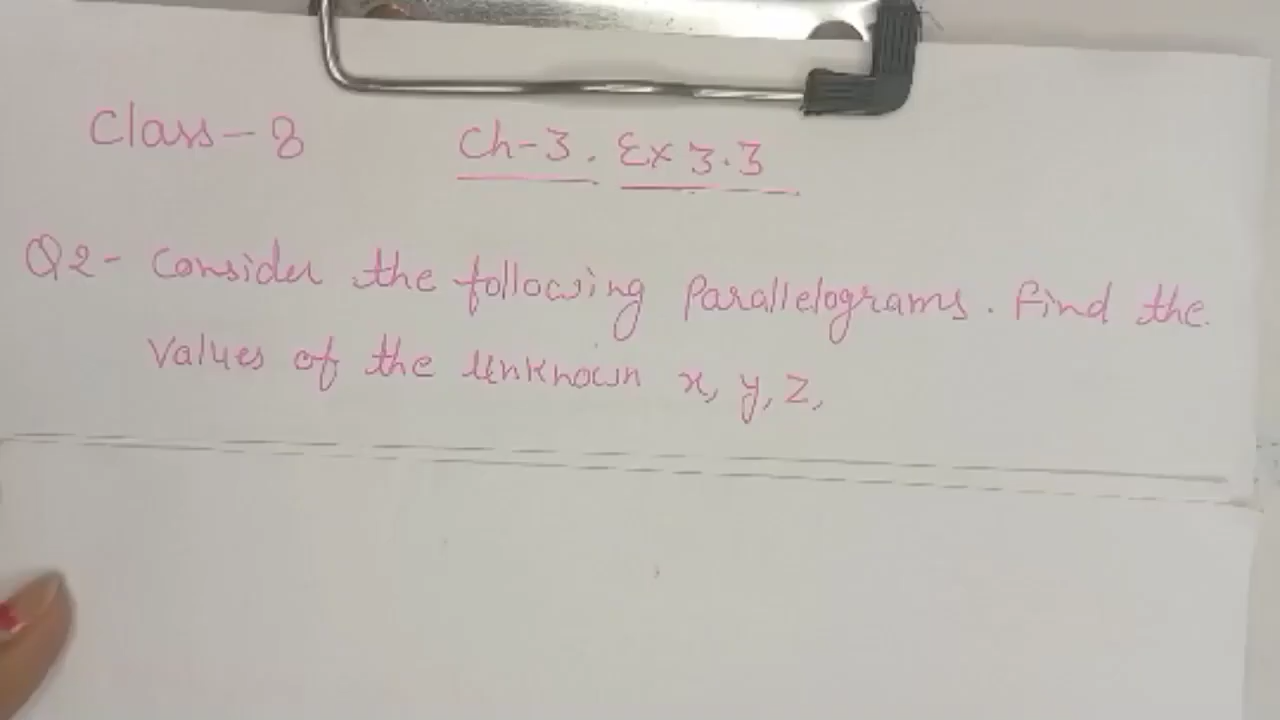 Class-8 Ch-3. Ex 3.3
Q2- Consider the following Parallelograms. Find the
values of the unknown x, y, z,